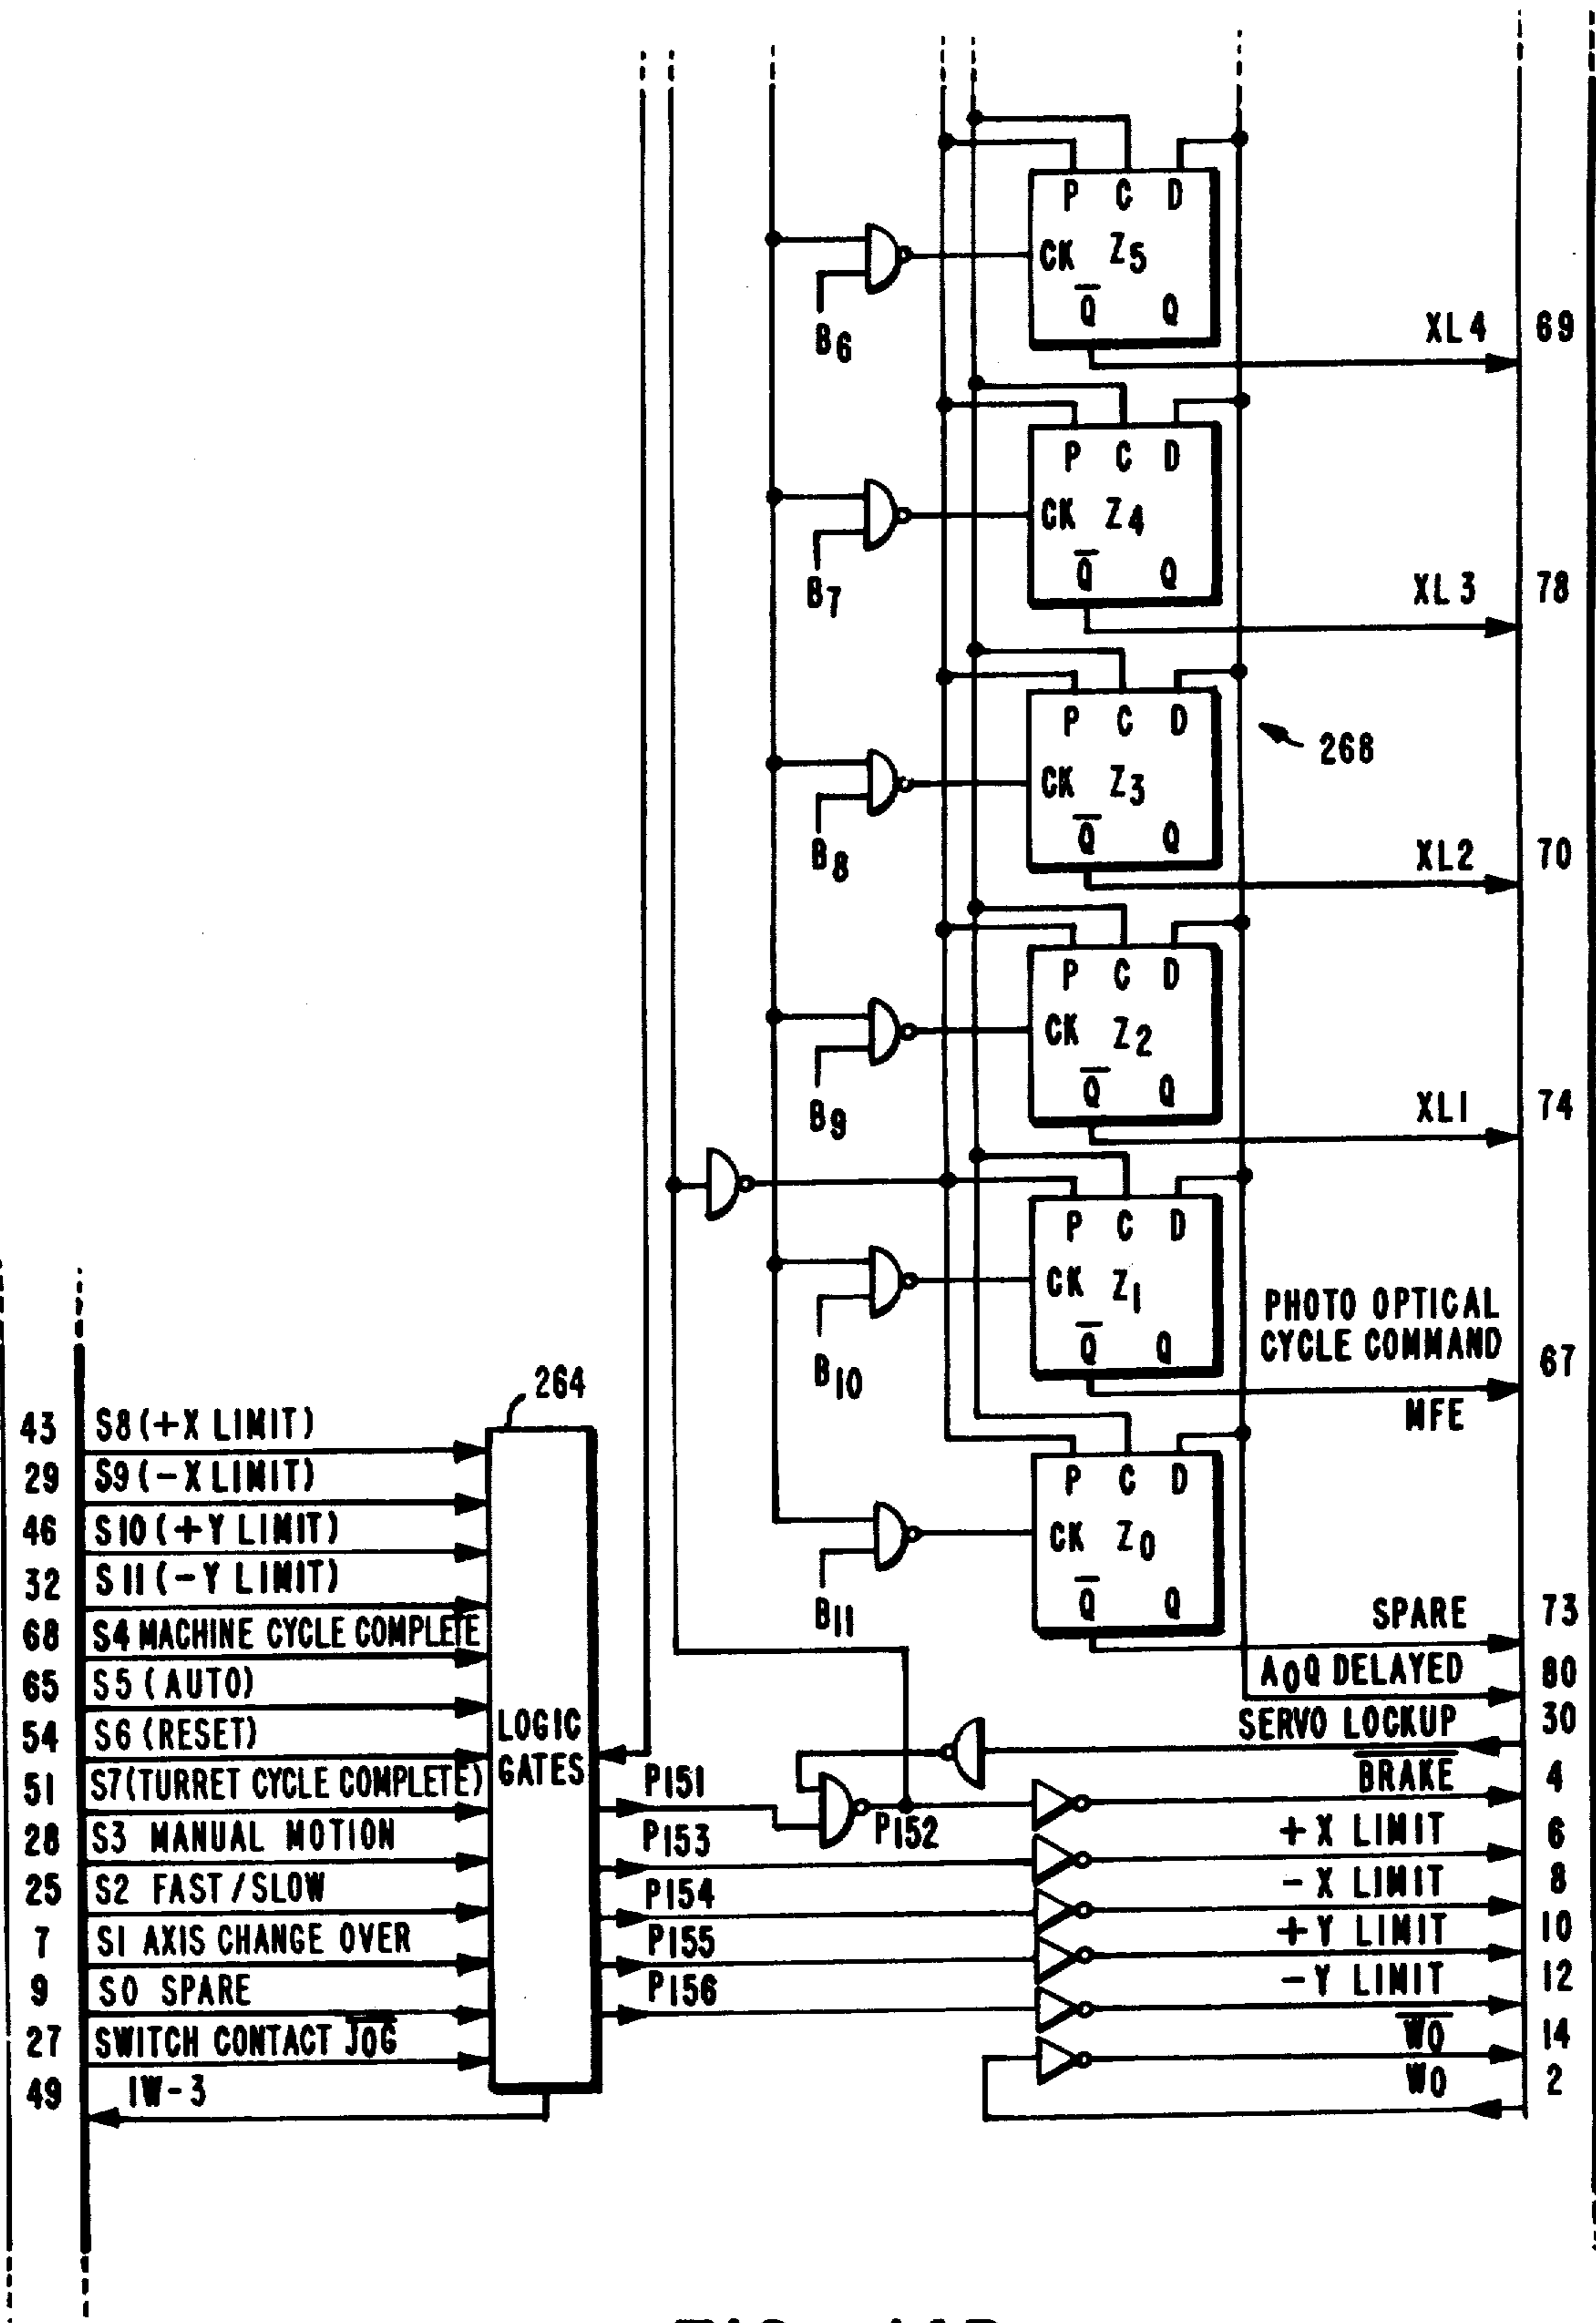 P C D
CK Z5
Q Q
B6
XL4 69
P C D
CK Z4
Q Q
B7
XL3 78
P C D
CK Z3
Q Q
B8
268
XL2 70
P C D
CK Z2
Q Q
B9
XL1 74
P C D
CK Z1
Q Q
B10
PHOTO OPTICAL
CYCLE COMMAND
67
MFE
P C D
CK Z0
Q Q
B11
SPARE 73
A0Q DELAYED 80
SERVO LOCKUP 30
BRAKE 4
+X LIMIT 6
-X LIMIT 8
+Y LIMIT 10
-Y LIMIT 12
W0 14
W0 2
264
43 S8 (+X LIMIT)
29 S9 (-X LIMIT)
46 S10 (+Y LIMIT)
32 S11 (-Y LIMIT)
68 S4 MACHINE CYCLE COMPLETE
65 S5 (AUTO)
54 S6 (RESET)
51 S7 (TURRET CYCLE COMPLETE)
28 S3 MANUAL MOTION
25 S2 FAST/SLOW
7 S1 AXIS CHANGE OVER
9 S0 SPARE
27 SWITCH CONTACT JOG
49 IW-3
LOGIC
GATES
P151
P152
P153
P154
P155
P156